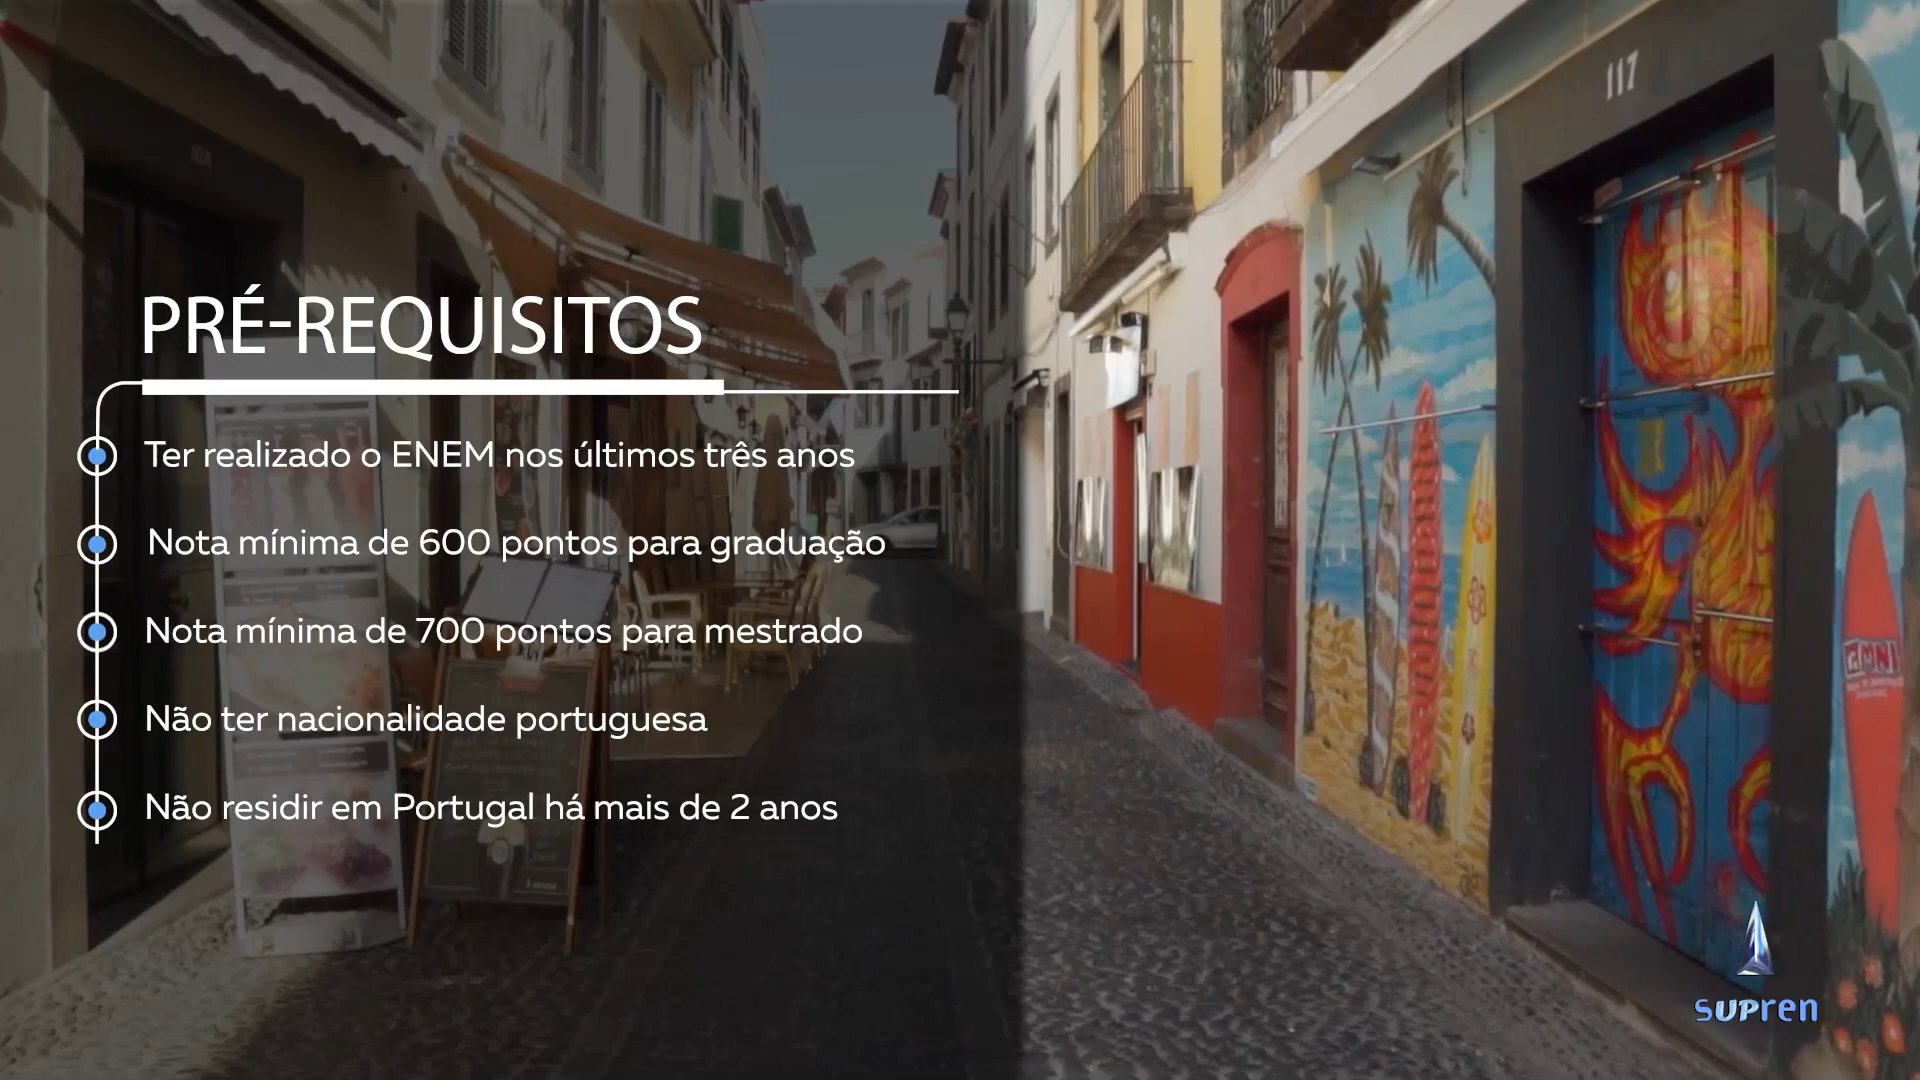 PRÉ-REQUISITOS
Ter realizado o ENEM nos últimos três anos
Nota mínima de 600 pontos para graduação
Nota mínima de 700 pontos para mestrado
Não ter nacionalidade portuguesa
Não residir em Portugal há mais de 2 anos
117
OMNI
supren